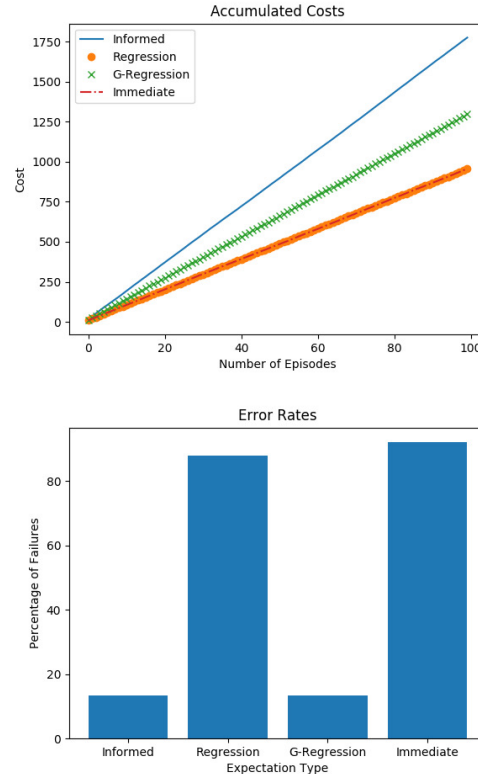 Accumulated Costs
1750
1500
1250
1000
750
500
250
0
Cost
Informed
Regression
G-Regression
Immediate
0 20 40 60 80 100
Number of Episodes
Error Rates
80
60
40
20
0
Percentage of Failures
Informed Regression G-Regression Immediate
Expectation Type